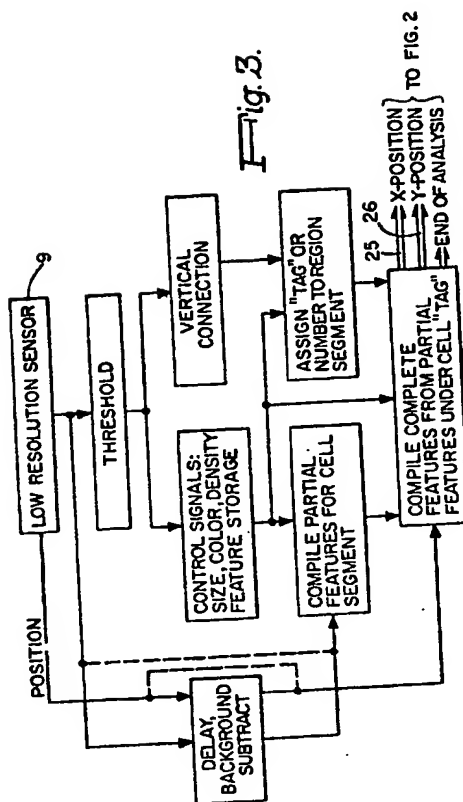 Fig. 3.
LOW RESOLUTION SENSOR
9
POSITION
THRESHOLD
DELAY,
BACKGROUND
SUBTRACT
CONTROL SIGNALS:
SIZE, COLOR, DENSITY
FEATURE STORAGE
VERTICAL
CONNECTION
COMPILE PARTIAL
FEATURES FOR CELL
SEGMENT
ASSIGN "TAG" OR
NUMBER TO REGION
SEGMENT
COMPILE COMPLETE
FEATURES FROM PARTIAL
FEATURES UNDER CELL "TAG"
25
X-POSITION
Y-POSITION
26
TO FIG. 2
END OF ANALYSIS